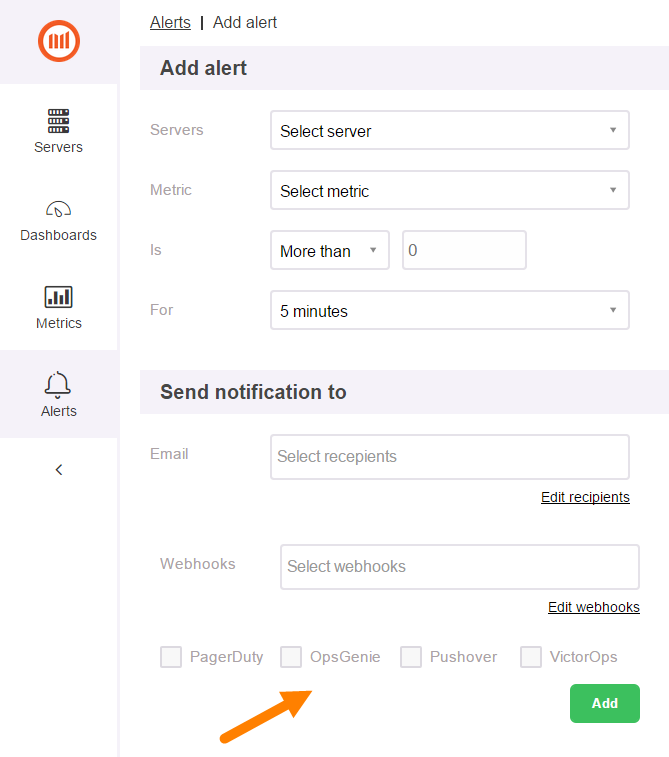 Alerts | Add alert
Add alert
Servers
Select server
Servers
Metric
Select metric
Dashboards
Is
More than
0
Metrics
For
5 minutes
Alerts
Send notification to
Email
Select recepients
Edit recipients
Webhooks
Select webhooks
Edit webhooks
PagerDuty
OpsGenie
Pushover
VictorOps
Add